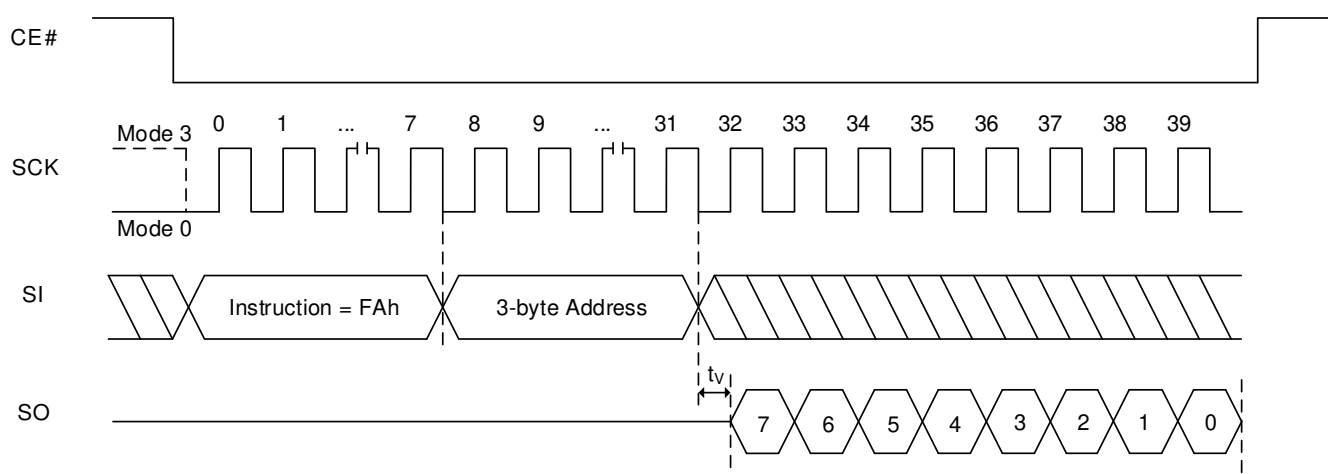 CE#
0 1 ... 7 8 9 ... 31 32 33 34 35 36 37 38 39
Mode 3
SCK
Mode 0
SI
Instruction = FAh
3-byte Address
tV
SO
7 6 5 4 3 2 1 0